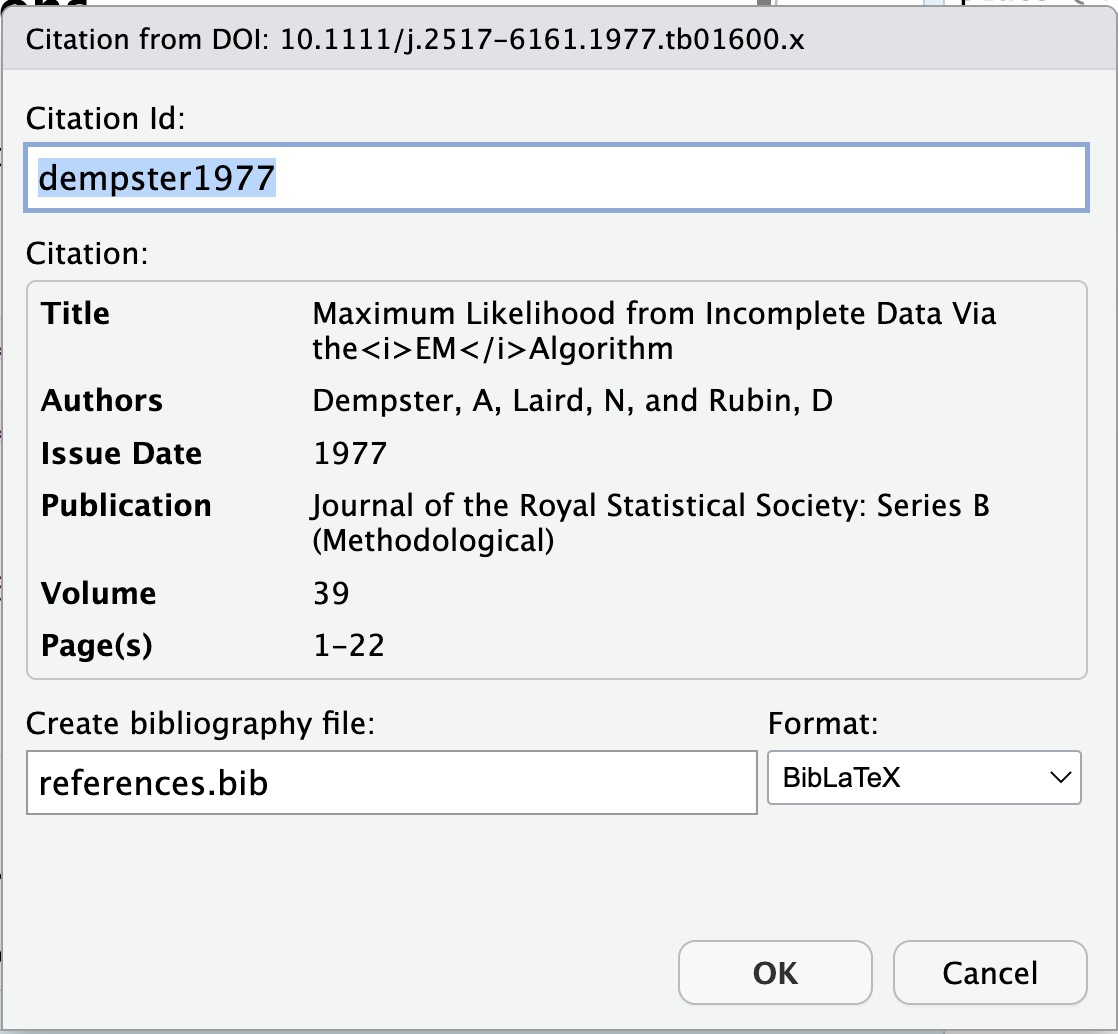 Citation from DOI: 10.1111/j.2517-6161.1977.tb01600.x
Citation Id:
dempster1977
Citation:
Title Maximum Likelihood from Incomplete Data Via
the<i>EM</i>Algorithm
Authors Dempster, A, Laird, N, and Rubin, D
Issue Date 1977
Publication Journal of the Royal Statistical Society: Series B
(Methodological)
Volume 39
Page(s) 1-22
Create bibliography file: Format:
references.bib BibLaTeX
OK Cancel